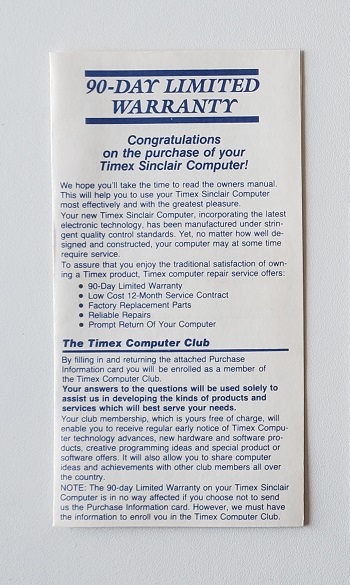 90-DAY LIMITED
WARRANTY
Congratulations
on the purchase of your
Timex Sinclair Computer!
We hope you'll take the time to read the owners manual.
This will help you to use your Timex Sinclair Computer
most effectively and with the greatest pleasure.
Your new Timex Sinclair Computer, incorporating the latest
electronic technology, has been manufactured under strin-
gent quality control standards. Yet, no matter how well de-
signed and constructed, your computer may at some time
require service.
To assure that you enjoy the traditional satisfaction of own-
ing a Timex product, Timex computer repair service offers:
● 90-Day Limited Warranty
● Low Cost 12-Month Service Contract
● Factory Replacement Parts
● Reliable Repairs
● Prompt Return Of Your Computer
The Timex Computer Club
By filling in and returning the attached Purchase
Information card you will be enrolled as a member of
the Timex Computer Club.
Your answers to the questions will be used solely to
assist us in developing the kinds of products and
services which will best serve your needs.
Your club membership, which is yours free of charge, will
enable you to receive regular early notice of Timex Compu-
ter technology advances, new hardware and software pro-
ducts, creative programming ideas and special product or
software offers. It will also allow you to share computer
ideas and achievements with other club members all over
the country.
NOTE: The 90-day Limited Warranty on your Timex Sinclair
Computer is in no way affected if you choose not to send
us the Purchase Information card. However, we must have
the information to enroll you in the Timex Computer Club.